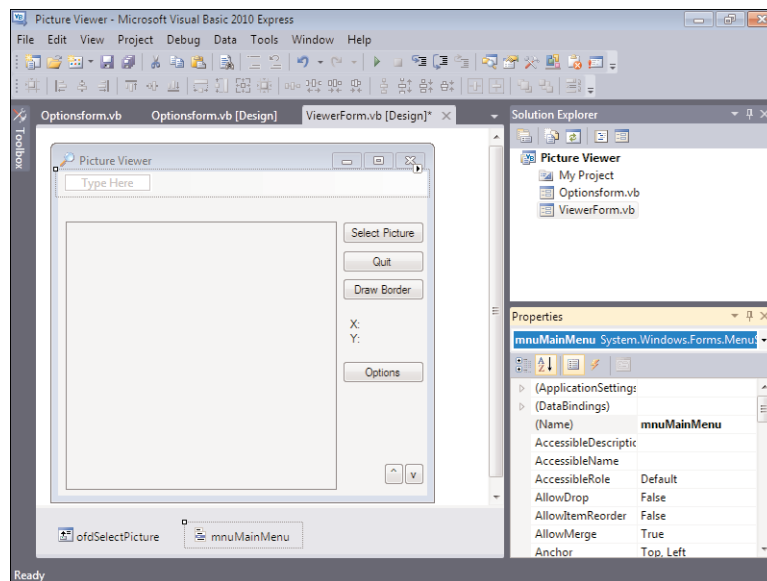 Picture Viewer - Microsoft Visual Basic 2010 Express
File Edit View Project Debug Data Tools Window Help
Toolbox
Optionsform.vb Optionsform.vb [Design] ViewerForm.vb [Design]*
Picture Viewer
Type Here
Select Picture
Quit
Draw Border
X:
Y:
Options
v
ofdSelectPicture mnuMainMenu
Solution Explorer
Picture Viewer
My Project
Optionsform.vb
ViewerForm.vb
Properties
mnuMainMenu System.Windows.Forms.MenuS
(ApplicationSettings
(DataBindings)
(Name) mnuMainMenu
AccessibleDescriptic
AccessibleName
AccessibleRole Default
AllowDrop False
AllowItemReorder False
AllowMerge True
Anchor Top, Left
Ready